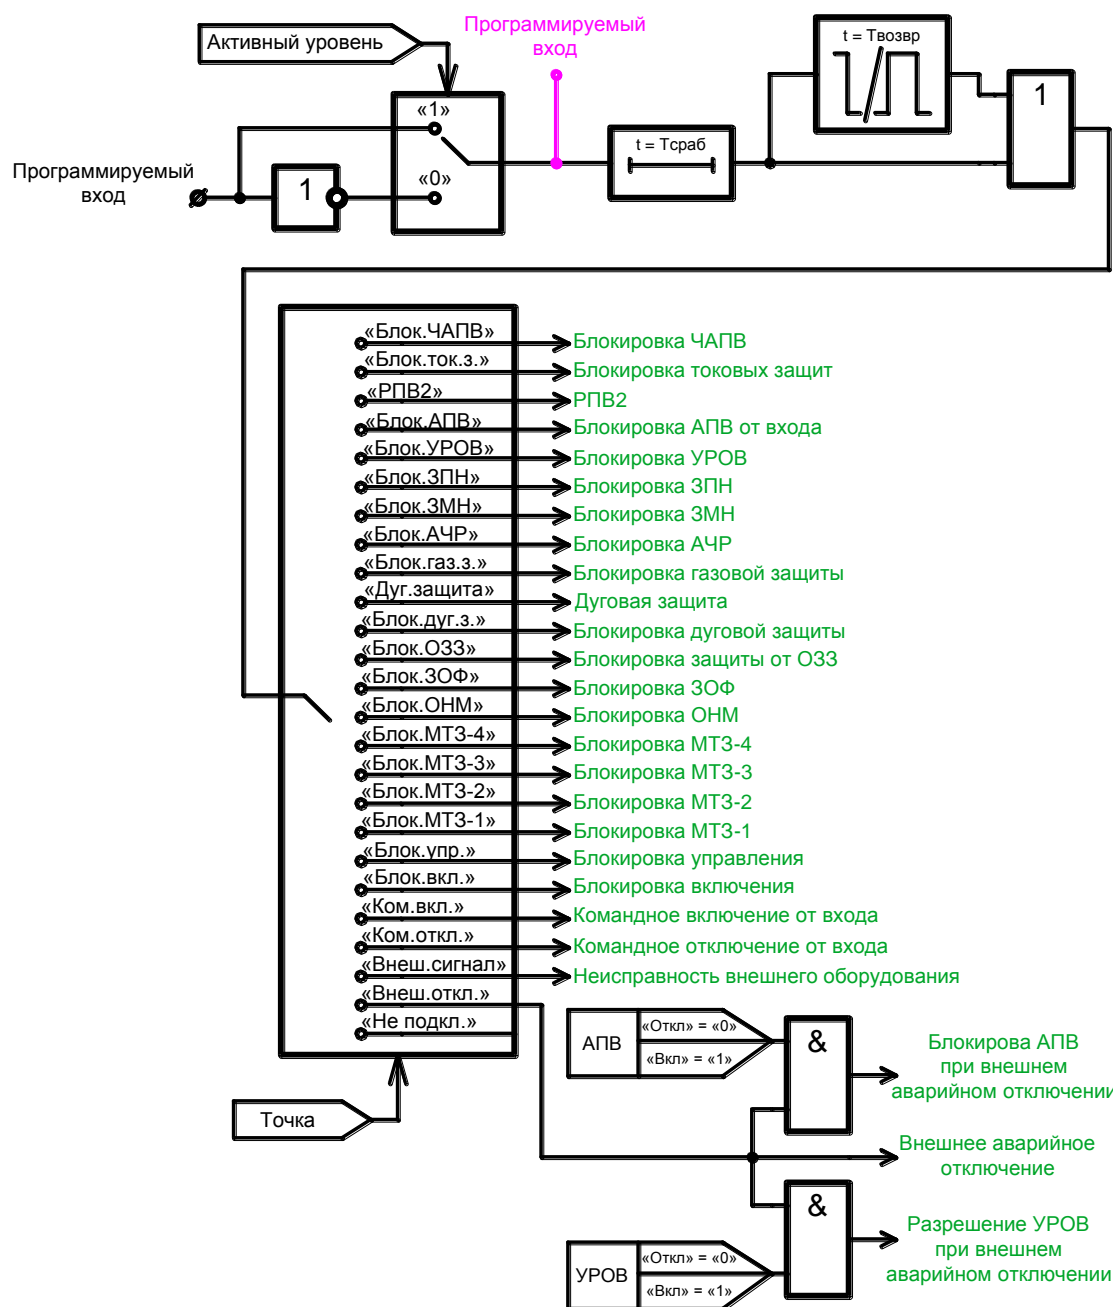 Активный уровень
Программируемый
вход
t = Tвозвр
1
«1»
t = Tсраб
Программируемый
вход
1
«0»
«Блок.ЧАПВ» Блокировка ЧАПВ
«Блок.ток.з.» Блокировка токовых защит
«РПВ2» РПВ2
«Блок.АПВ» Блокировка АПВ от входа
«Блок.УРОВ» Блокировка УРОВ
«Блок.ЗПН» Блокировка ЗПН
«Блок.ЗМН» Блокировка ЗМН
«Блок.АЧР» Блокировка АЧР
«Блок.газ.з.» Блокировка газовой защиты
«Дуг.защита» Дуговая защита
«Блок.дуг.з.» Блокировка дуговой защиты
«Блок.ОЗЗ» Блокировка защиты от ОЗЗ
«Блок.ЗОФ» Блокировка ЗОФ
«Блок.ОНМ» Блокировка ОНМ
«Блок.МТЗ-4» Блокировка МТЗ-4
«Блок.МТЗ-3» Блокировка МТЗ-3
«Блок.МТЗ-2» Блокировка МТЗ-2
«Блок.МТЗ-1» Блокировка МТЗ-1
«Блок.упр.» Блокировка управления
«Блок.вкл.» Блокировка включения
«Ком.вкл.» Командное включение от входа
«Ком.откл.» Командное отключение от входа
«Внеш.сигнал» Неисправность внешнего оборудования
«Внеш.откл.»
«Не подкл.»
Точка
АПВ
«Откл» = «0»
«Вкл» = «1»
&
Блокирова АПВ
при внешнем
аварийном отключении
Внешнее аварийное
отключение
УРОВ
«Откл» = «0»
«Вкл» = «1»
&
Разрешение УРОВ
при внешнем
аварийном отключении